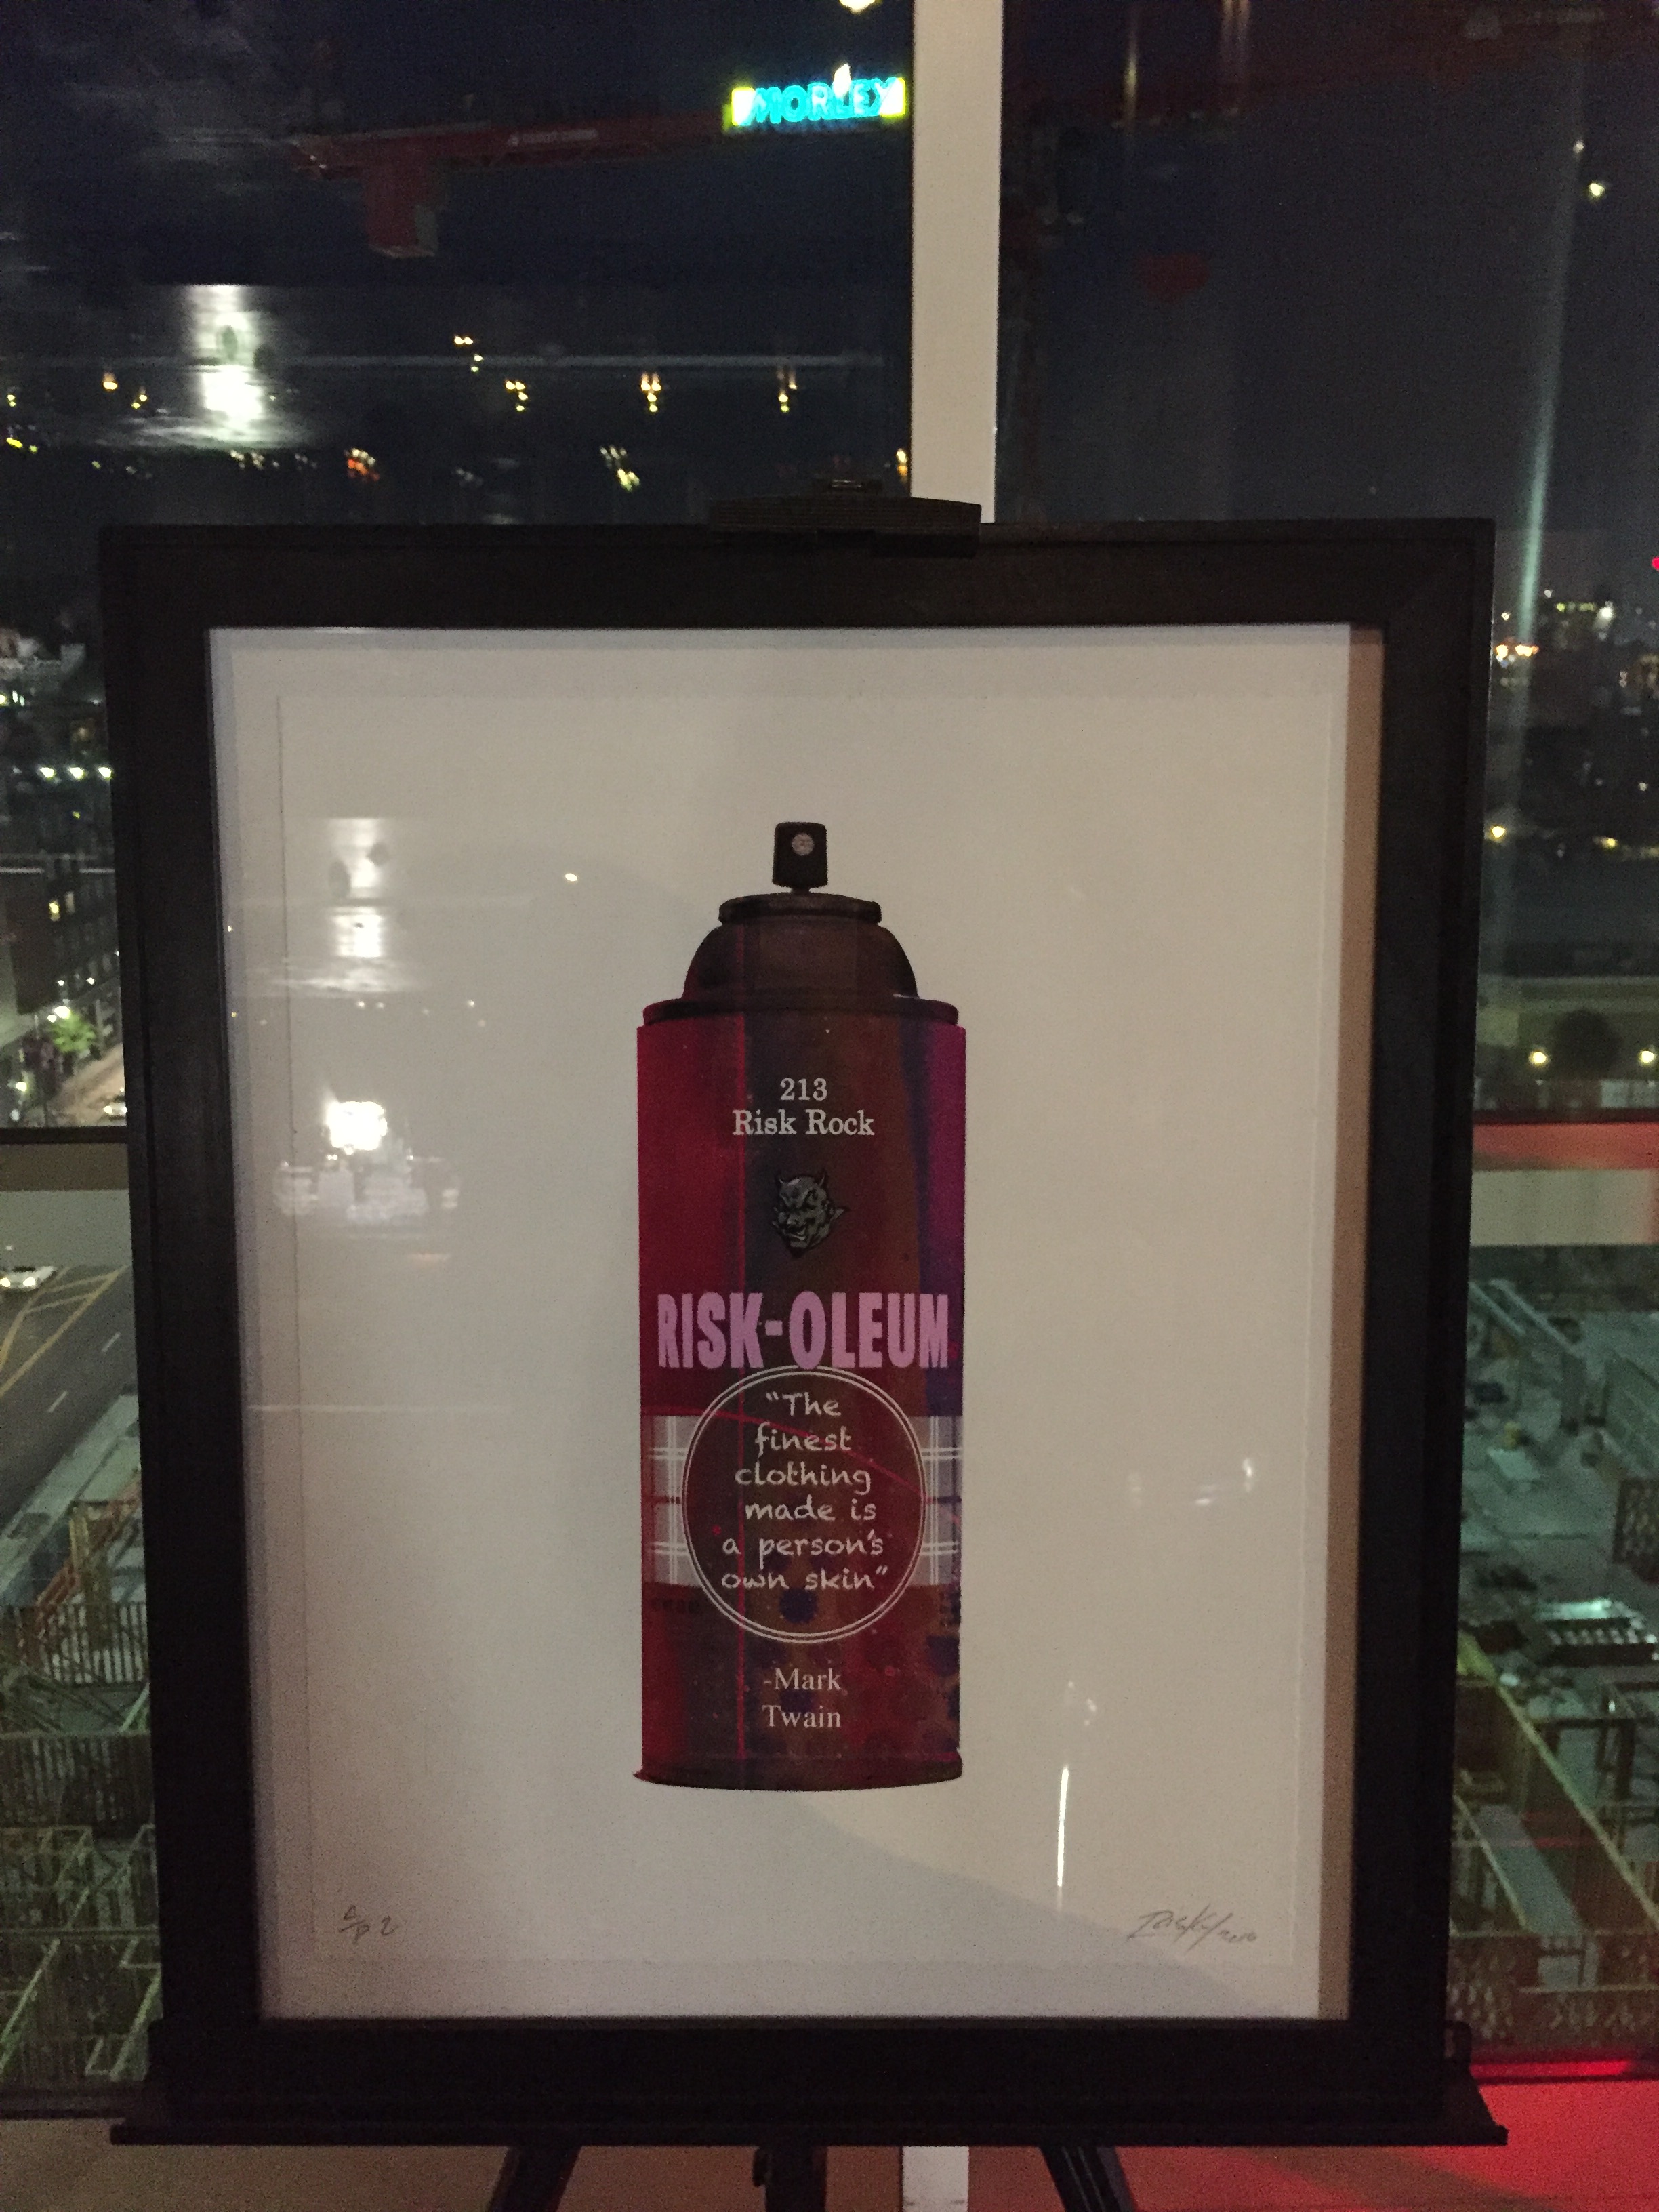 MORLEY
213
Risk Rock
RISK-OLEUM
"The
finest
clothing
made is
a person's
own skin"
-Mark
Twain